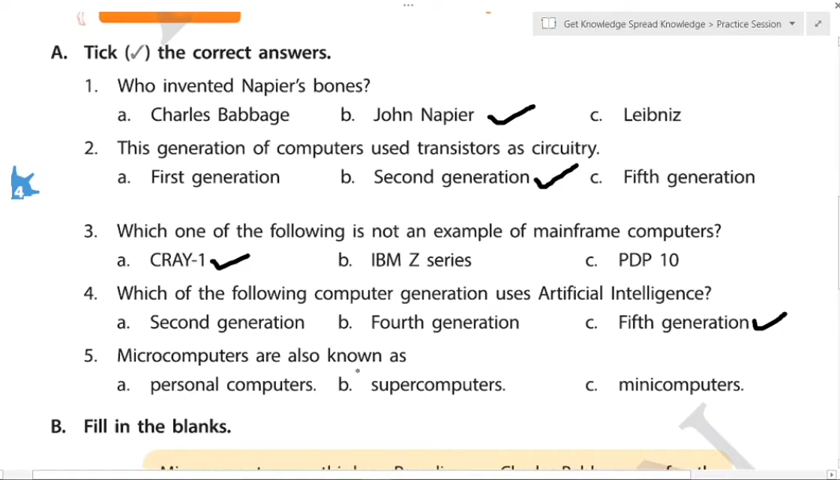 Get Knowledge Spread Knowledge > Practice Session
A. Tick (✓) the correct answers.
1. Who invented Napier's bones?
a. Charles Babbage b. John Napier c. Leibniz
2. This generation of computers used transistors as circuitry.
a. First generation b. Second generation c. Fifth generation
4
3. Which one of the following is not an example of mainframe computers?
a. CRAY-1 b. IBM Z series c. PDP 10
4. Which of the following computer generation uses Artificial Intelligence?
a. Second generation b. Fourth generation c. Fifth generation
5. Microcomputers are also known as
a. personal computers. b. supercomputers. c. minicomputers.
B. Fill in the blanks.